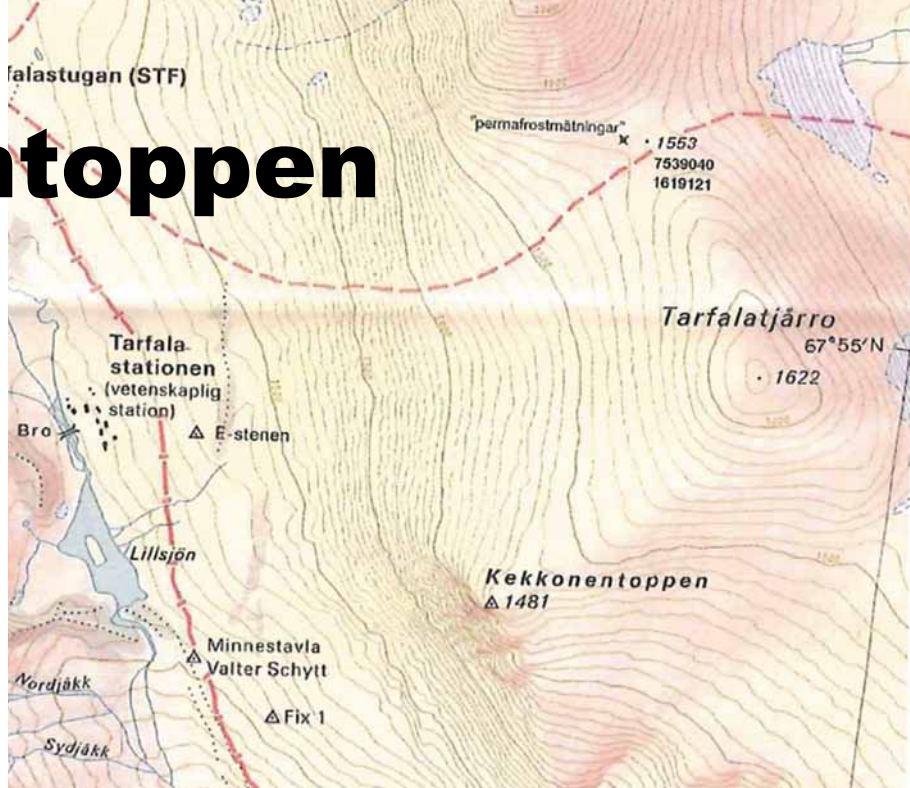 falastugan (STF)
ntoppen
"permafrostmätningar"
1553
7539040
1619121
Tarfalatjårro
67°55'N
1622
Tarfala-
stationen
(vetenskaplig
station)
Bro
E-stenen
Lillsjön
Kekkonentoppen
1481
Minnestavla
Valter Schytt
Nordjåkk
Fix 1
Sydjåkk
1500